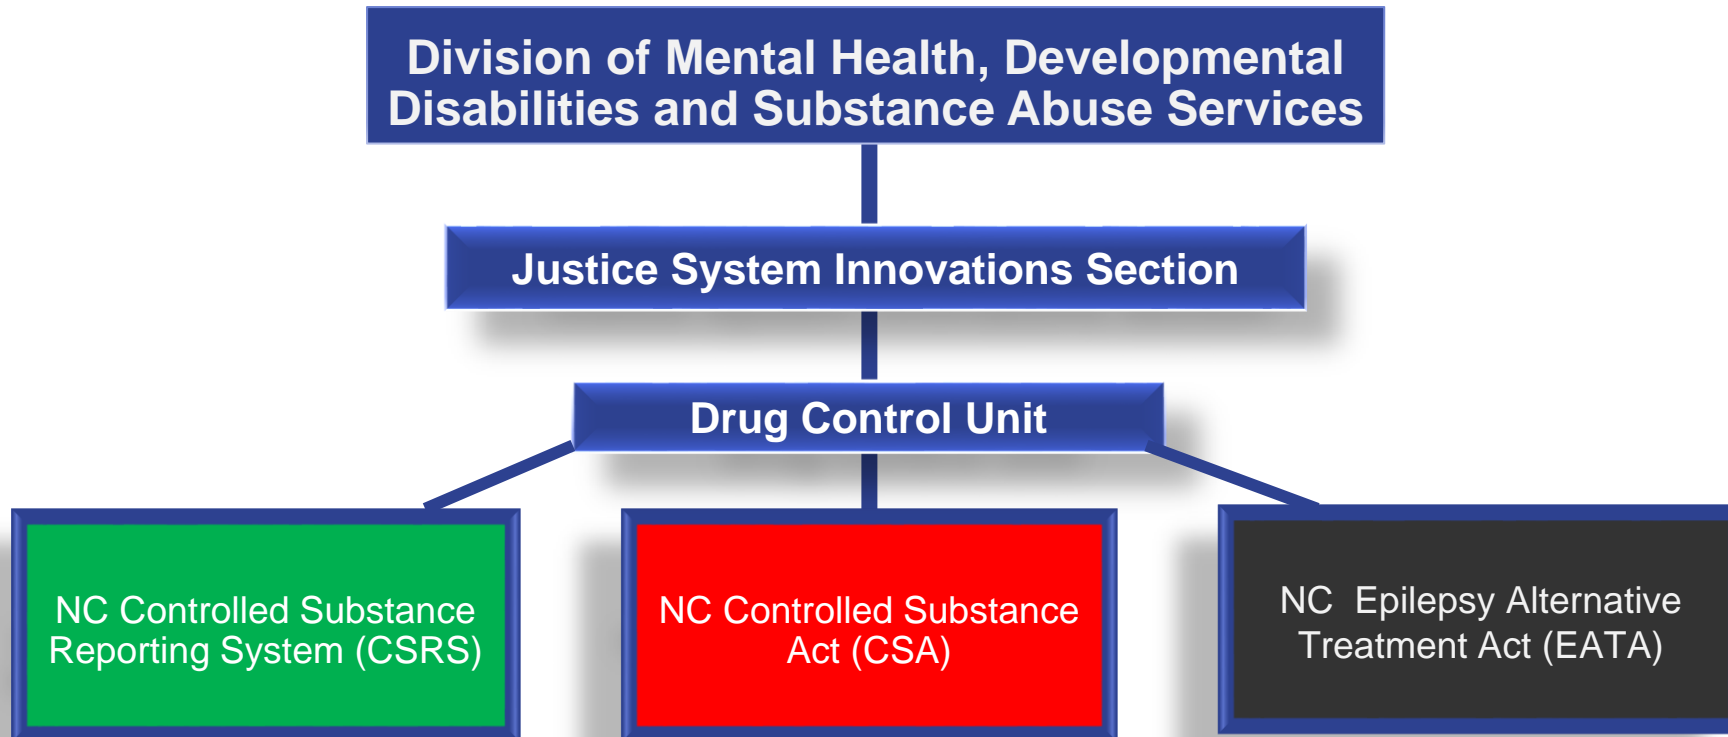 Division of Mental Health, Developmental
Disabilities and Substance Abuse Services
Justice System Innovations Section
Drug Control Unit
NC Controlled Substance
Reporting System (CSRS)
NC Controlled Substance
Act (CSA)
NC  Epilepsy Alternative
Treatment Act (EATA)